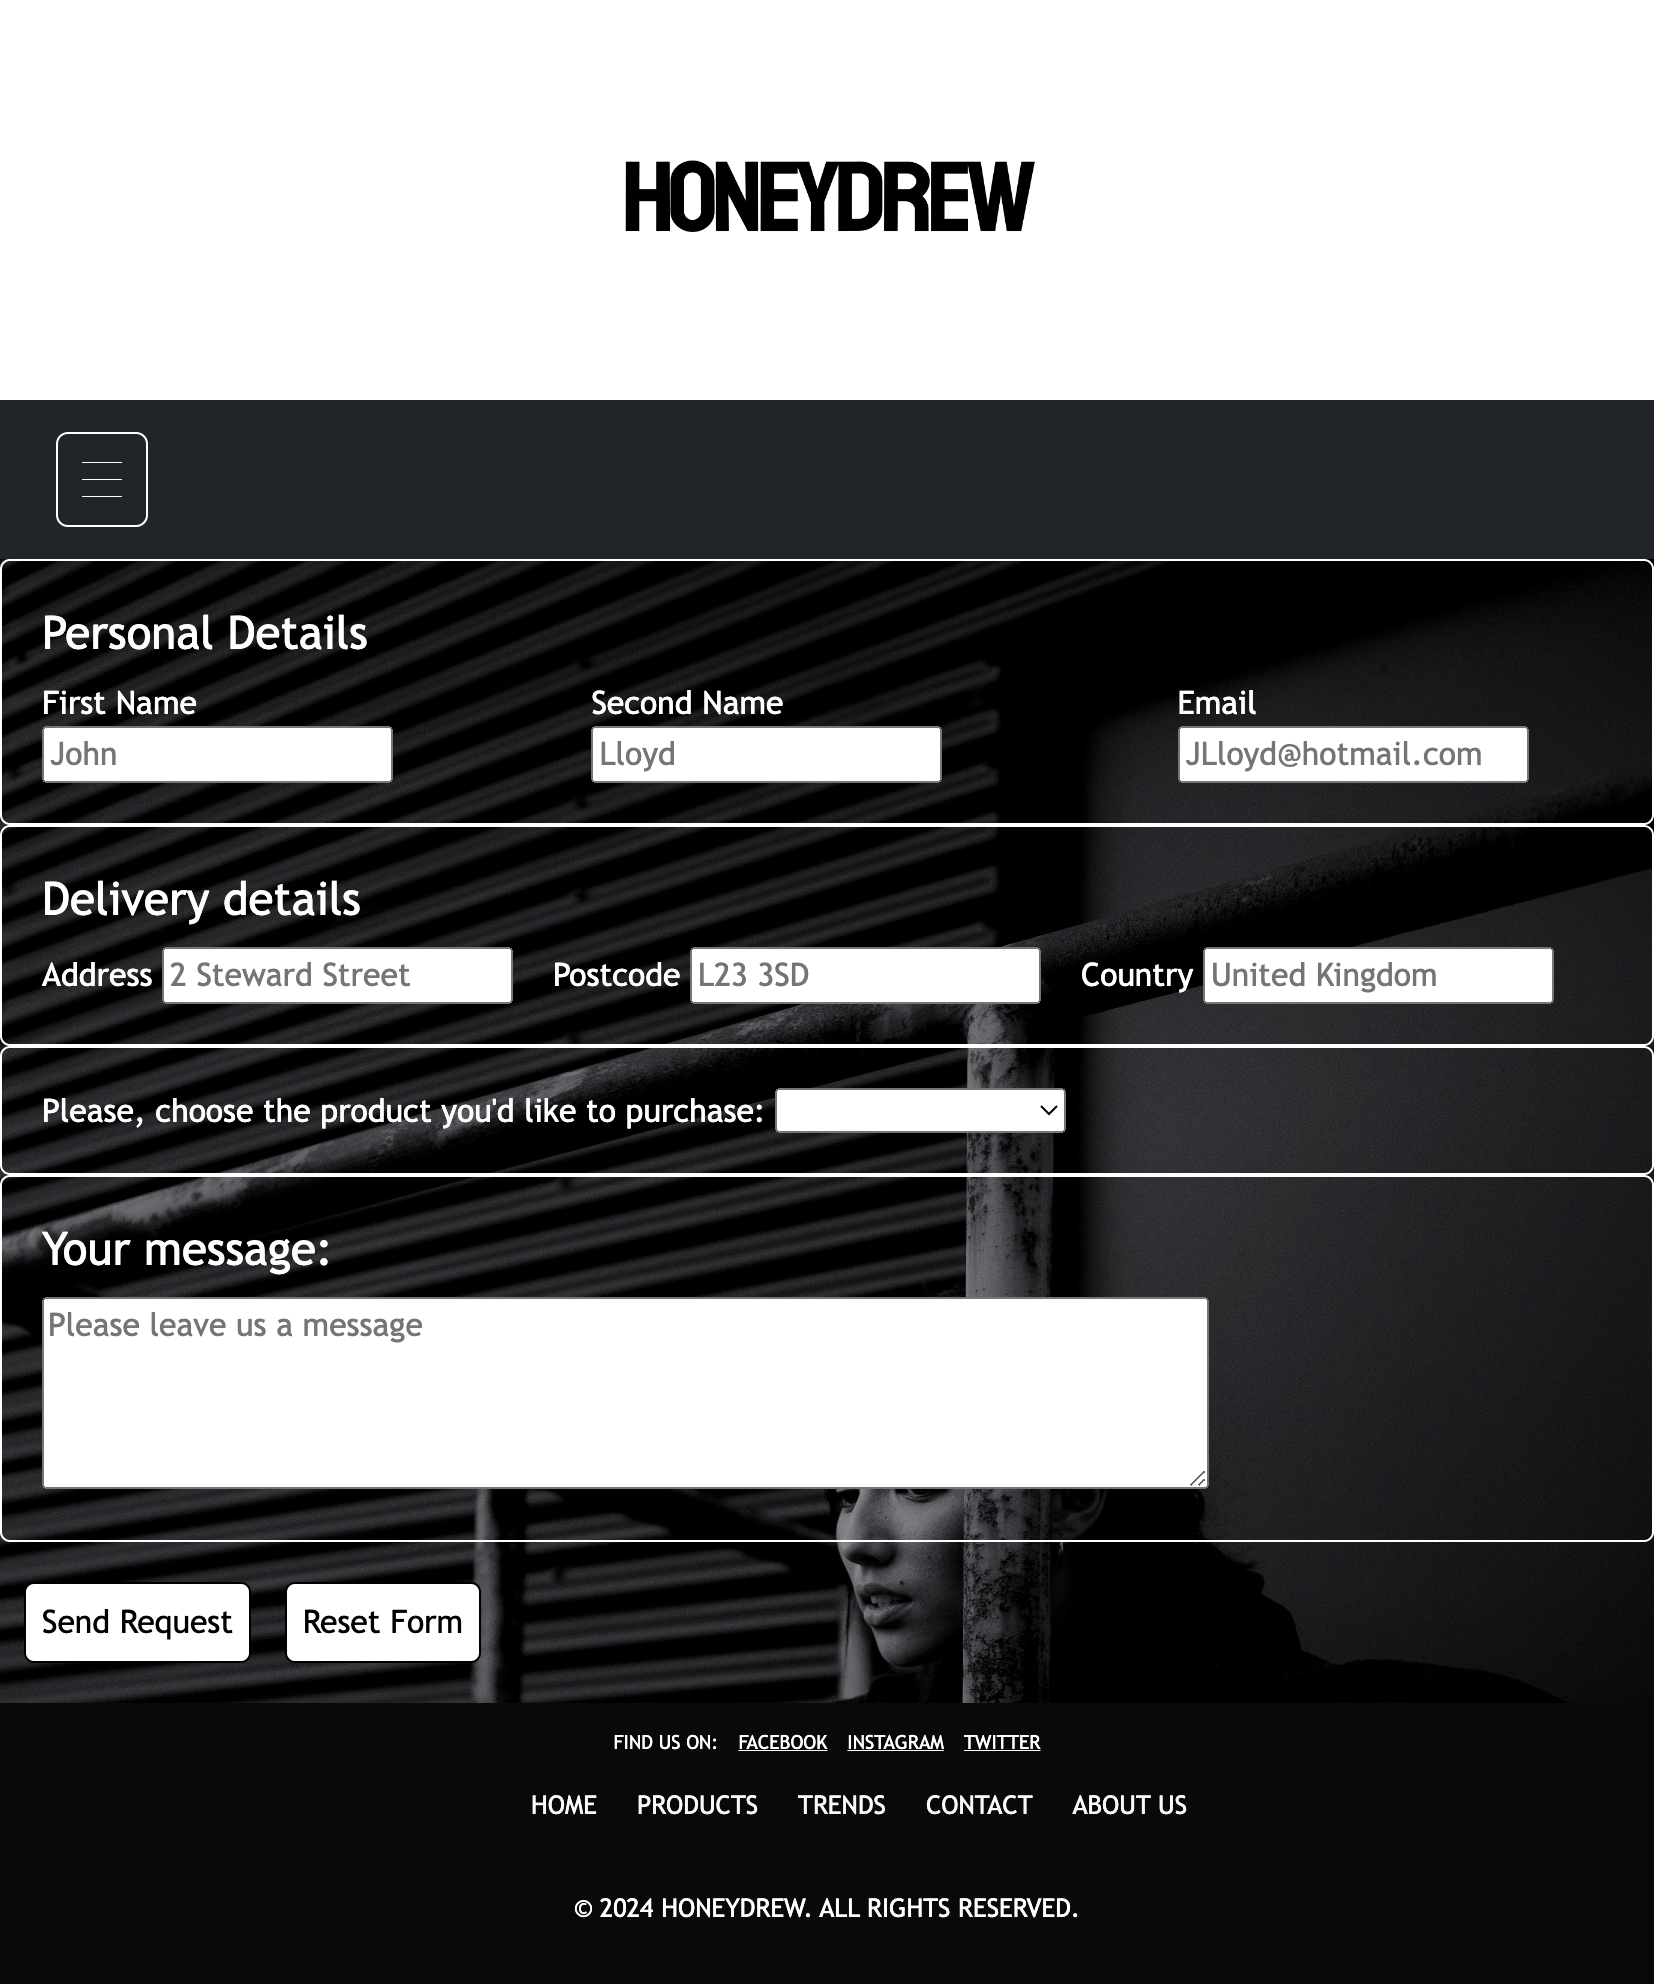 HONEYDREW
Personal Details
First Name Second Name Email
John Lloyd JLloyd@hotmail.com
Delivery details
Address 2 Steward Street Postcode L23 3SD Country United Kingdom
Please, choose the product you'd like to purchase:
Your message:
Please leave us a message
Send Request Reset Form
FIND US ON: FACEBOOK INSTAGRAM TWITTER
HOME PRODUCTS TRENDS CONTACT ABOUT US
© 2024 HONEYDREW. ALL RIGHTS RESERVED.